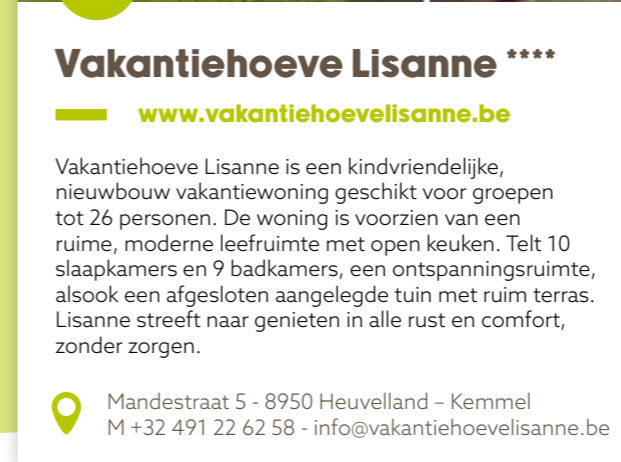 Vakantiehoeve Lisanne ****
www.vakantiehoevelisanne.be
Vakantiehoeve Lisanne is een kindvriendelijke,
nieuwbouw vakantiewoning geschikt voor groepen
tot 26 personen. De woning is voorzien van een
ruime, moderne leefruimte met open keuken. Telt 10
slaapkamers en 9 badkamers, een ontspanningsruimte,
alsook een afgesloten aangelegde tuin met ruim terras.
Lisanne streeft naar genieten in alle rust en comfort,
zonder zorgen.
Mandestraat 5 - 8950 Heuvelland – Kemmel
M +32 491 22 62 58 - info@vakantiehoevelisanne.be